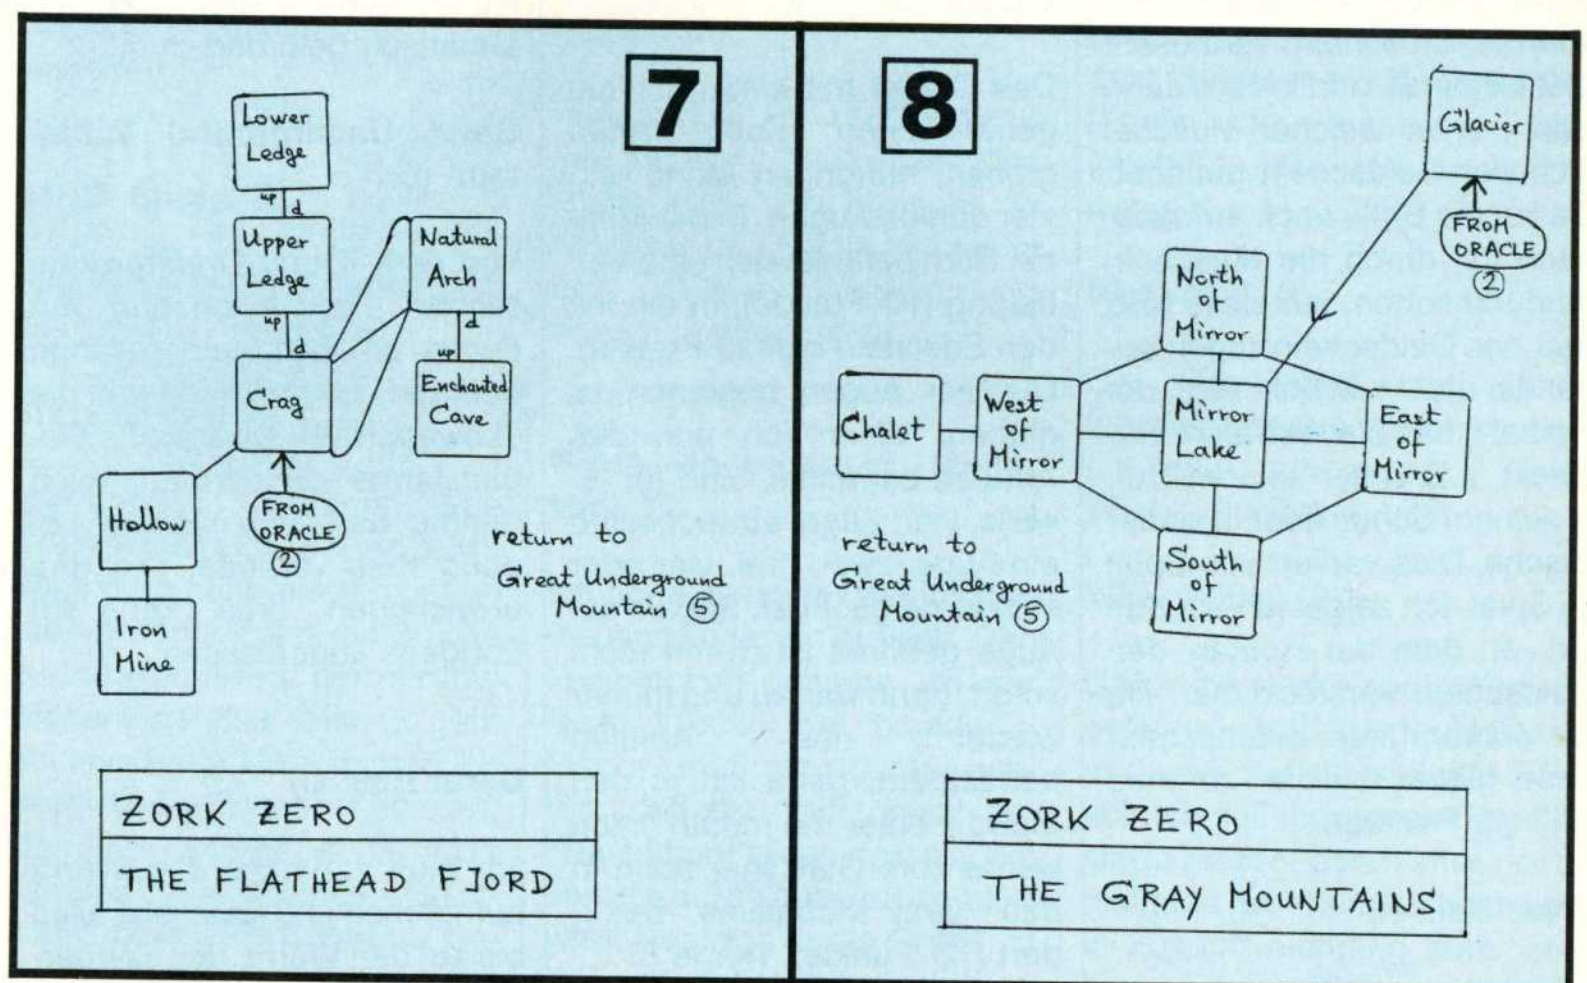 7
Lower
Ledge
up
d
Upper
Ledge
Natural
Arch
up
d
d
up
Crag
Enchanted
Cave
Hollow
FROM
ORACLE
②
Iron
Mine
return to
Great Underground
Mountain ⑤
ZORK ZERO
THE FLATHEAD FJORD
8
Glacier
FROM
ORACLE
②
North
of
Mirror
Chalet
West
of
Mirror
Mirror
Lake
East
of
Mirror
South
of
Mirror
return to
Great Underground
Mountain ⑤
ZORK ZERO
THE GRAY MOUNTAINS